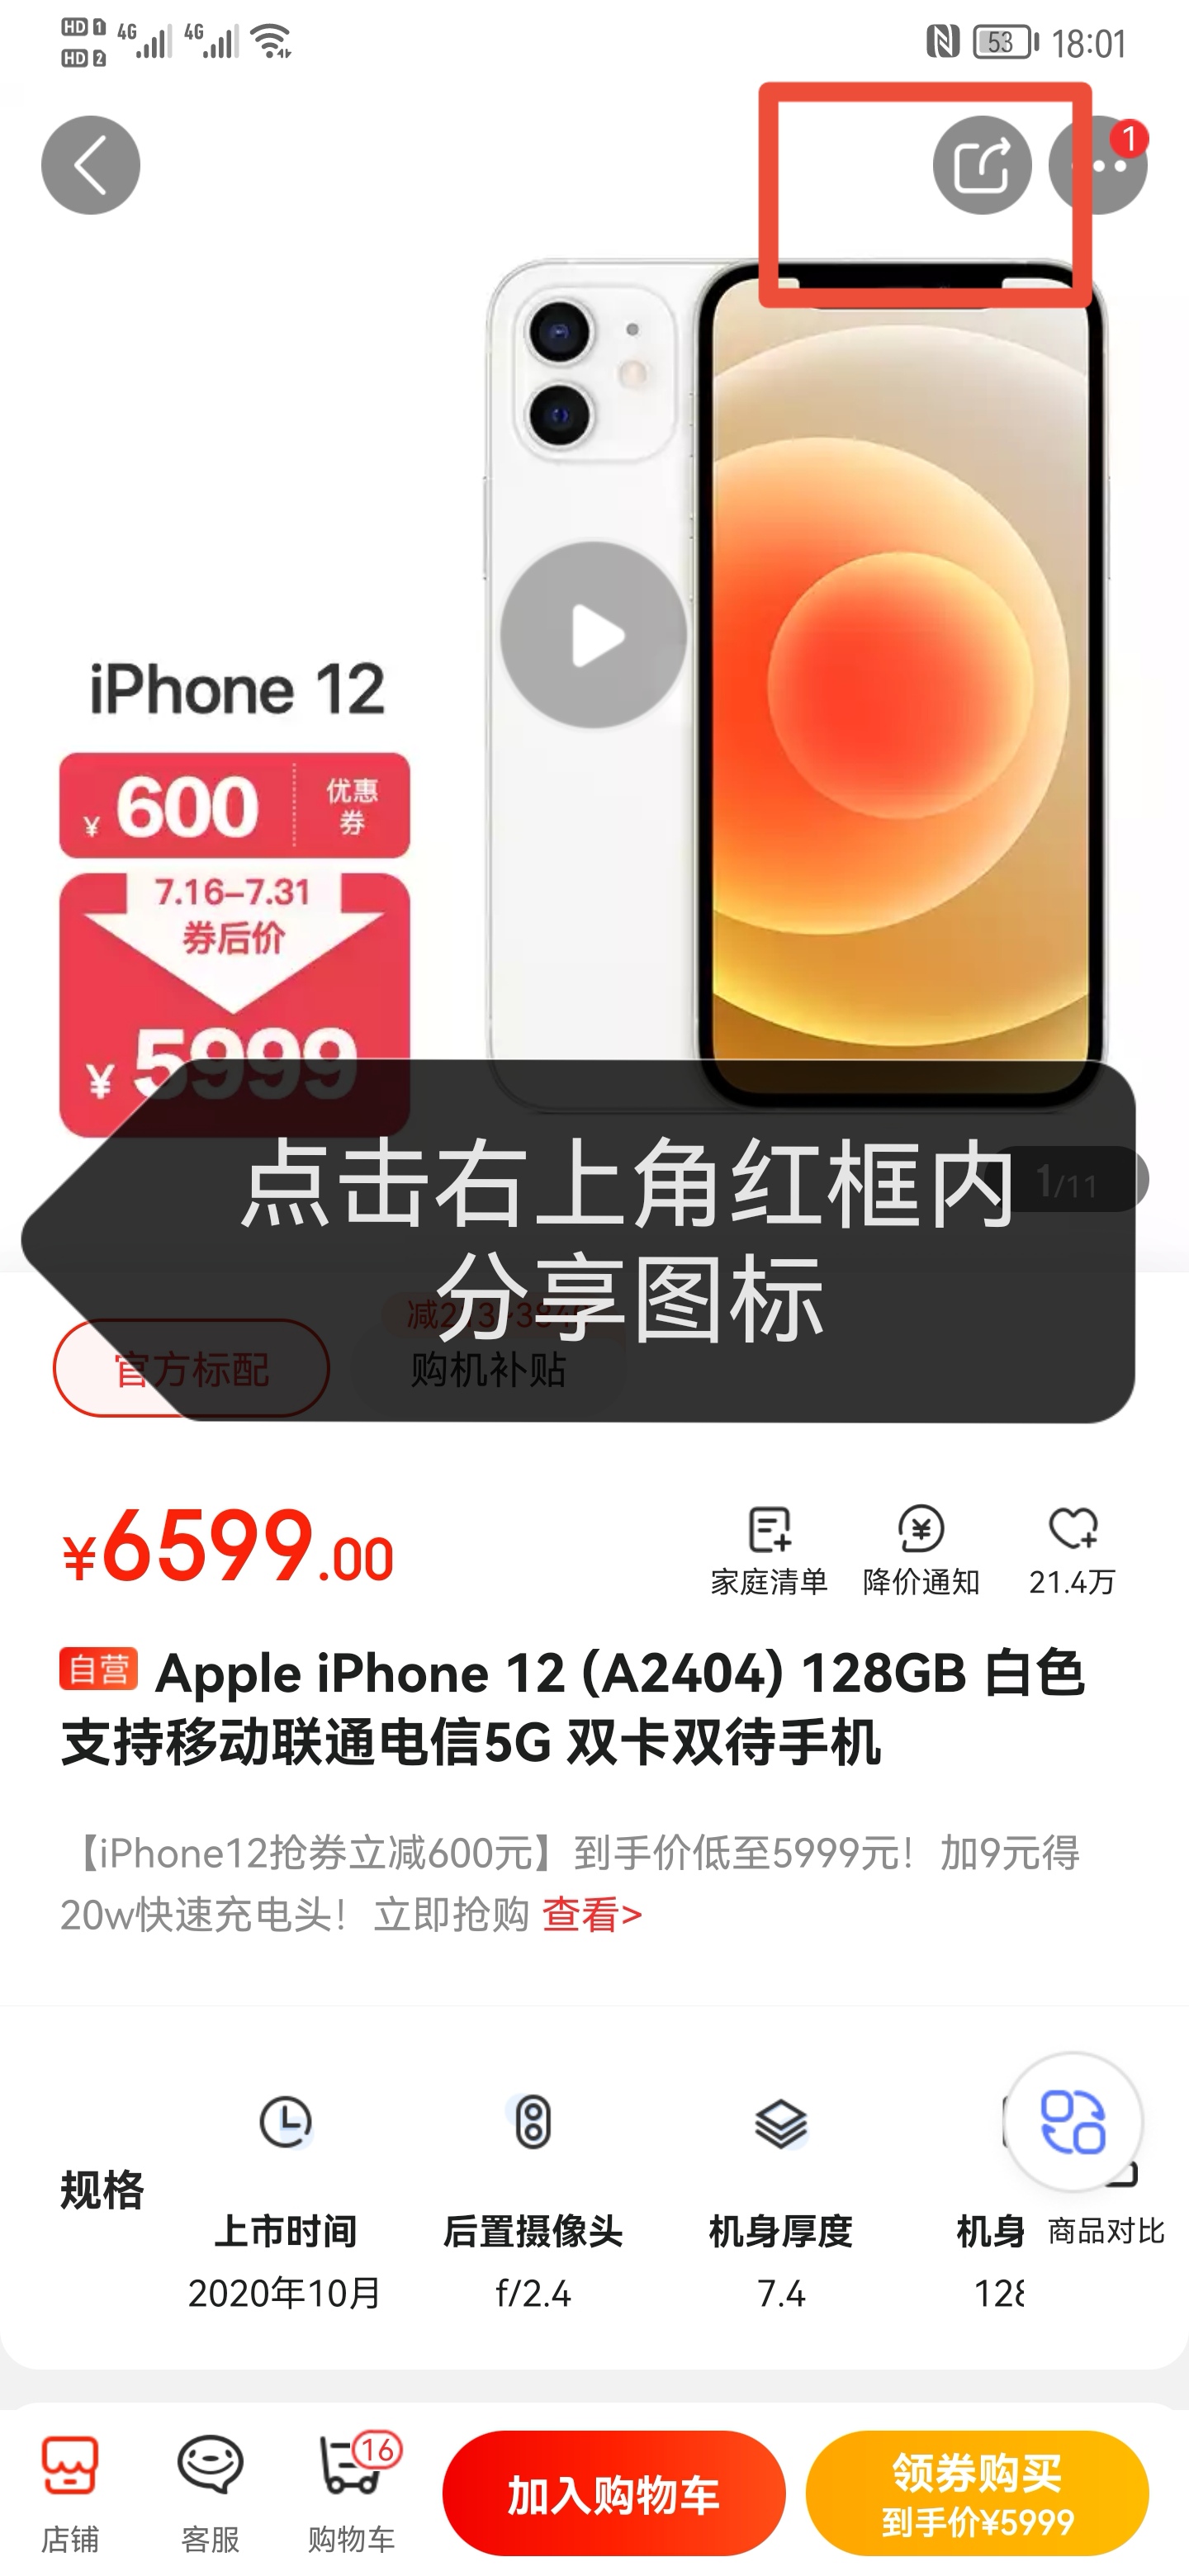 HD 1 4G 4G
HD 2
53 18:01
1
iPhone 12
¥ 600 优惠券
7.16-7.31
券后价
¥ 5999
点击右上角红框内
分享图标
1/11
官方标配
购机补贴
¥6599.00
家庭清单 降价通知 21.4万
自营 Apple iPhone 12 (A2404) 128GB 白色
支持移动联通电信5G 双卡双待手机
【iPhone12抢券立减600元】到手价低至5999元！加9元得
20w快速充电头！立即抢购 查看>
规格
上市时间 后置摄像头 机身厚度 机身
2020年10月 f/2.4 7.4 128
商品对比
店铺 客服 购物车 16
加入购物车
领券购买
到手价¥5999